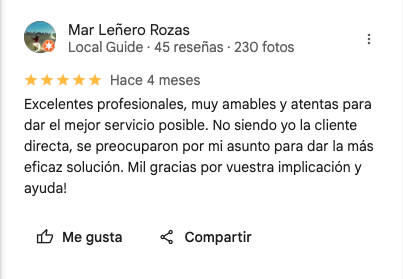 Mar Leñero Rozas
Local Guide · 45 reseñas · 230 fotos
Hace 4 meses
Excelentes profesionales, muy amables y atentas para
dar el mejor servicio posible. No siendo yo la cliente
directa, se preocuparon por mi asunto para dar la más
eficaz solución. Mil gracias por vuestra implicación y
ayuda!
Me gusta
Compartir